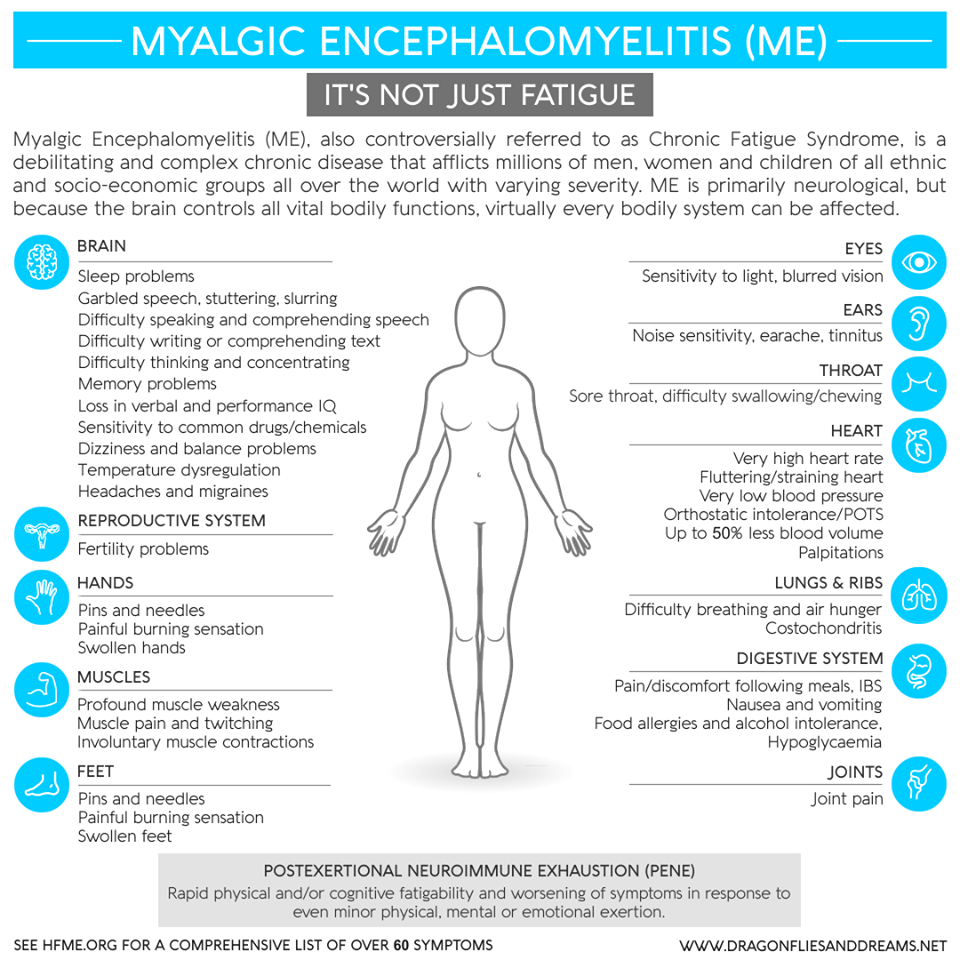 MYALGIC ENCEPHALOMYELITIS (ME)
IT'S NOT JUST FATIGUE
Myalgic Encephalomyelitis (ME), also controversially referred to as Chronic Fatigue Syndrome, is a
debilitating and complex chronic disease that afflicts millions of men, women and children of all ethnic
and socio-economic groups all over the world with varying severity. ME is primarily neurological, but
because the brain controls all vital bodily functions, virtually every bodily system can be affected.
BRAIN
Sleep problems
Garbled speech, stuttering, slurring
Difficulty speaking and comprehending speech
Difficulty writing or comprehending text
Difficulty thinking and concentrating
Memory problems
Loss in verbal and performance IQ
Sensitivity to common drugs/chemicals
Dizziness and balance problems
Temperature dysregulation
Headaches and migraines
REPRODUCTIVE SYSTEM
Fertility problems
HANDS
Pins and needles
Painful burning sensation
Swollen hands
MUSCLES
Profound muscle weakness
Muscle pain and twitching
Involuntary muscle contractions
FEET
Pins and needles
Painful burning sensation
Swollen feet
EYES
Sensitivity to light, blurred vision
EARS
Noise sensitivity, earache, tinnitus
THROAT
Sore throat, difficulty swallowing/chewing
HEART
Very high heart rate
Fluttering/straining heart
Very low blood pressure
Orthostatic intolerance/POTS
Up to 50% less blood volume
Palpitations
LUNGS & RIBS
Difficulty breathing and air hunger
Costochondritis
DIGESTIVE SYSTEM
Pain/discomfort following meals, IBS
Nausea and vomiting
Food allergies and alcohol intolerance,
Hypoglycaemia
JOINTS
Joint pain
POSTEXERTIONAL NEUROIMMUNE EXHAUSTION (PENE)
Rapid physical and/or cognitive fatigability and worsening of symptoms in response to
even minor physical, mental or emotional exertion.
SEE HFME.ORG FOR A COMPREHENSIVE LIST OF OVER 60 SYMPTOMS
WWW.DRAGONFLIESANDDREAMS.NET